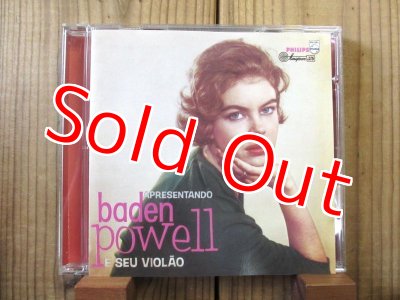 PHILIPS
Sold Out
APRESENTANDO
baden
powell
E SEU VIOLÃO